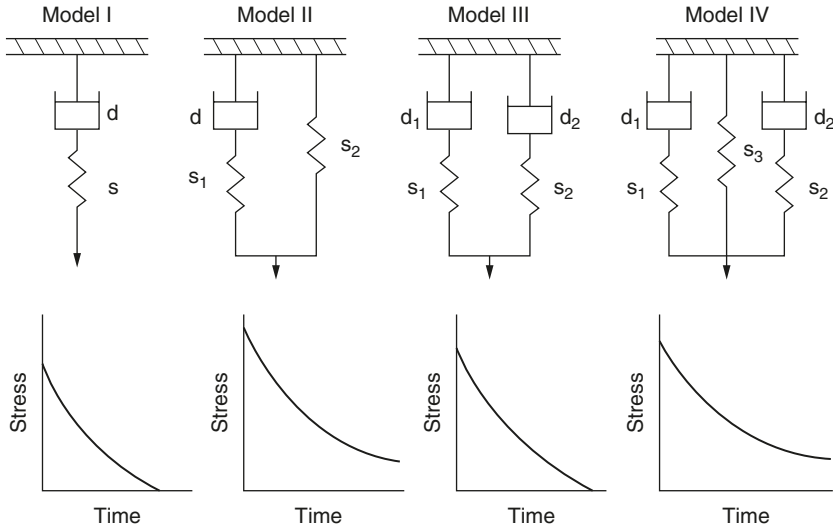 Model I Model II Model III Model IV
d d d₁ d₂ d₁ d₂
s₂ s₃
s s₁ s₁ s₂ s₁ s₂
Stress Stress Stress Stress
Time Time Time Time